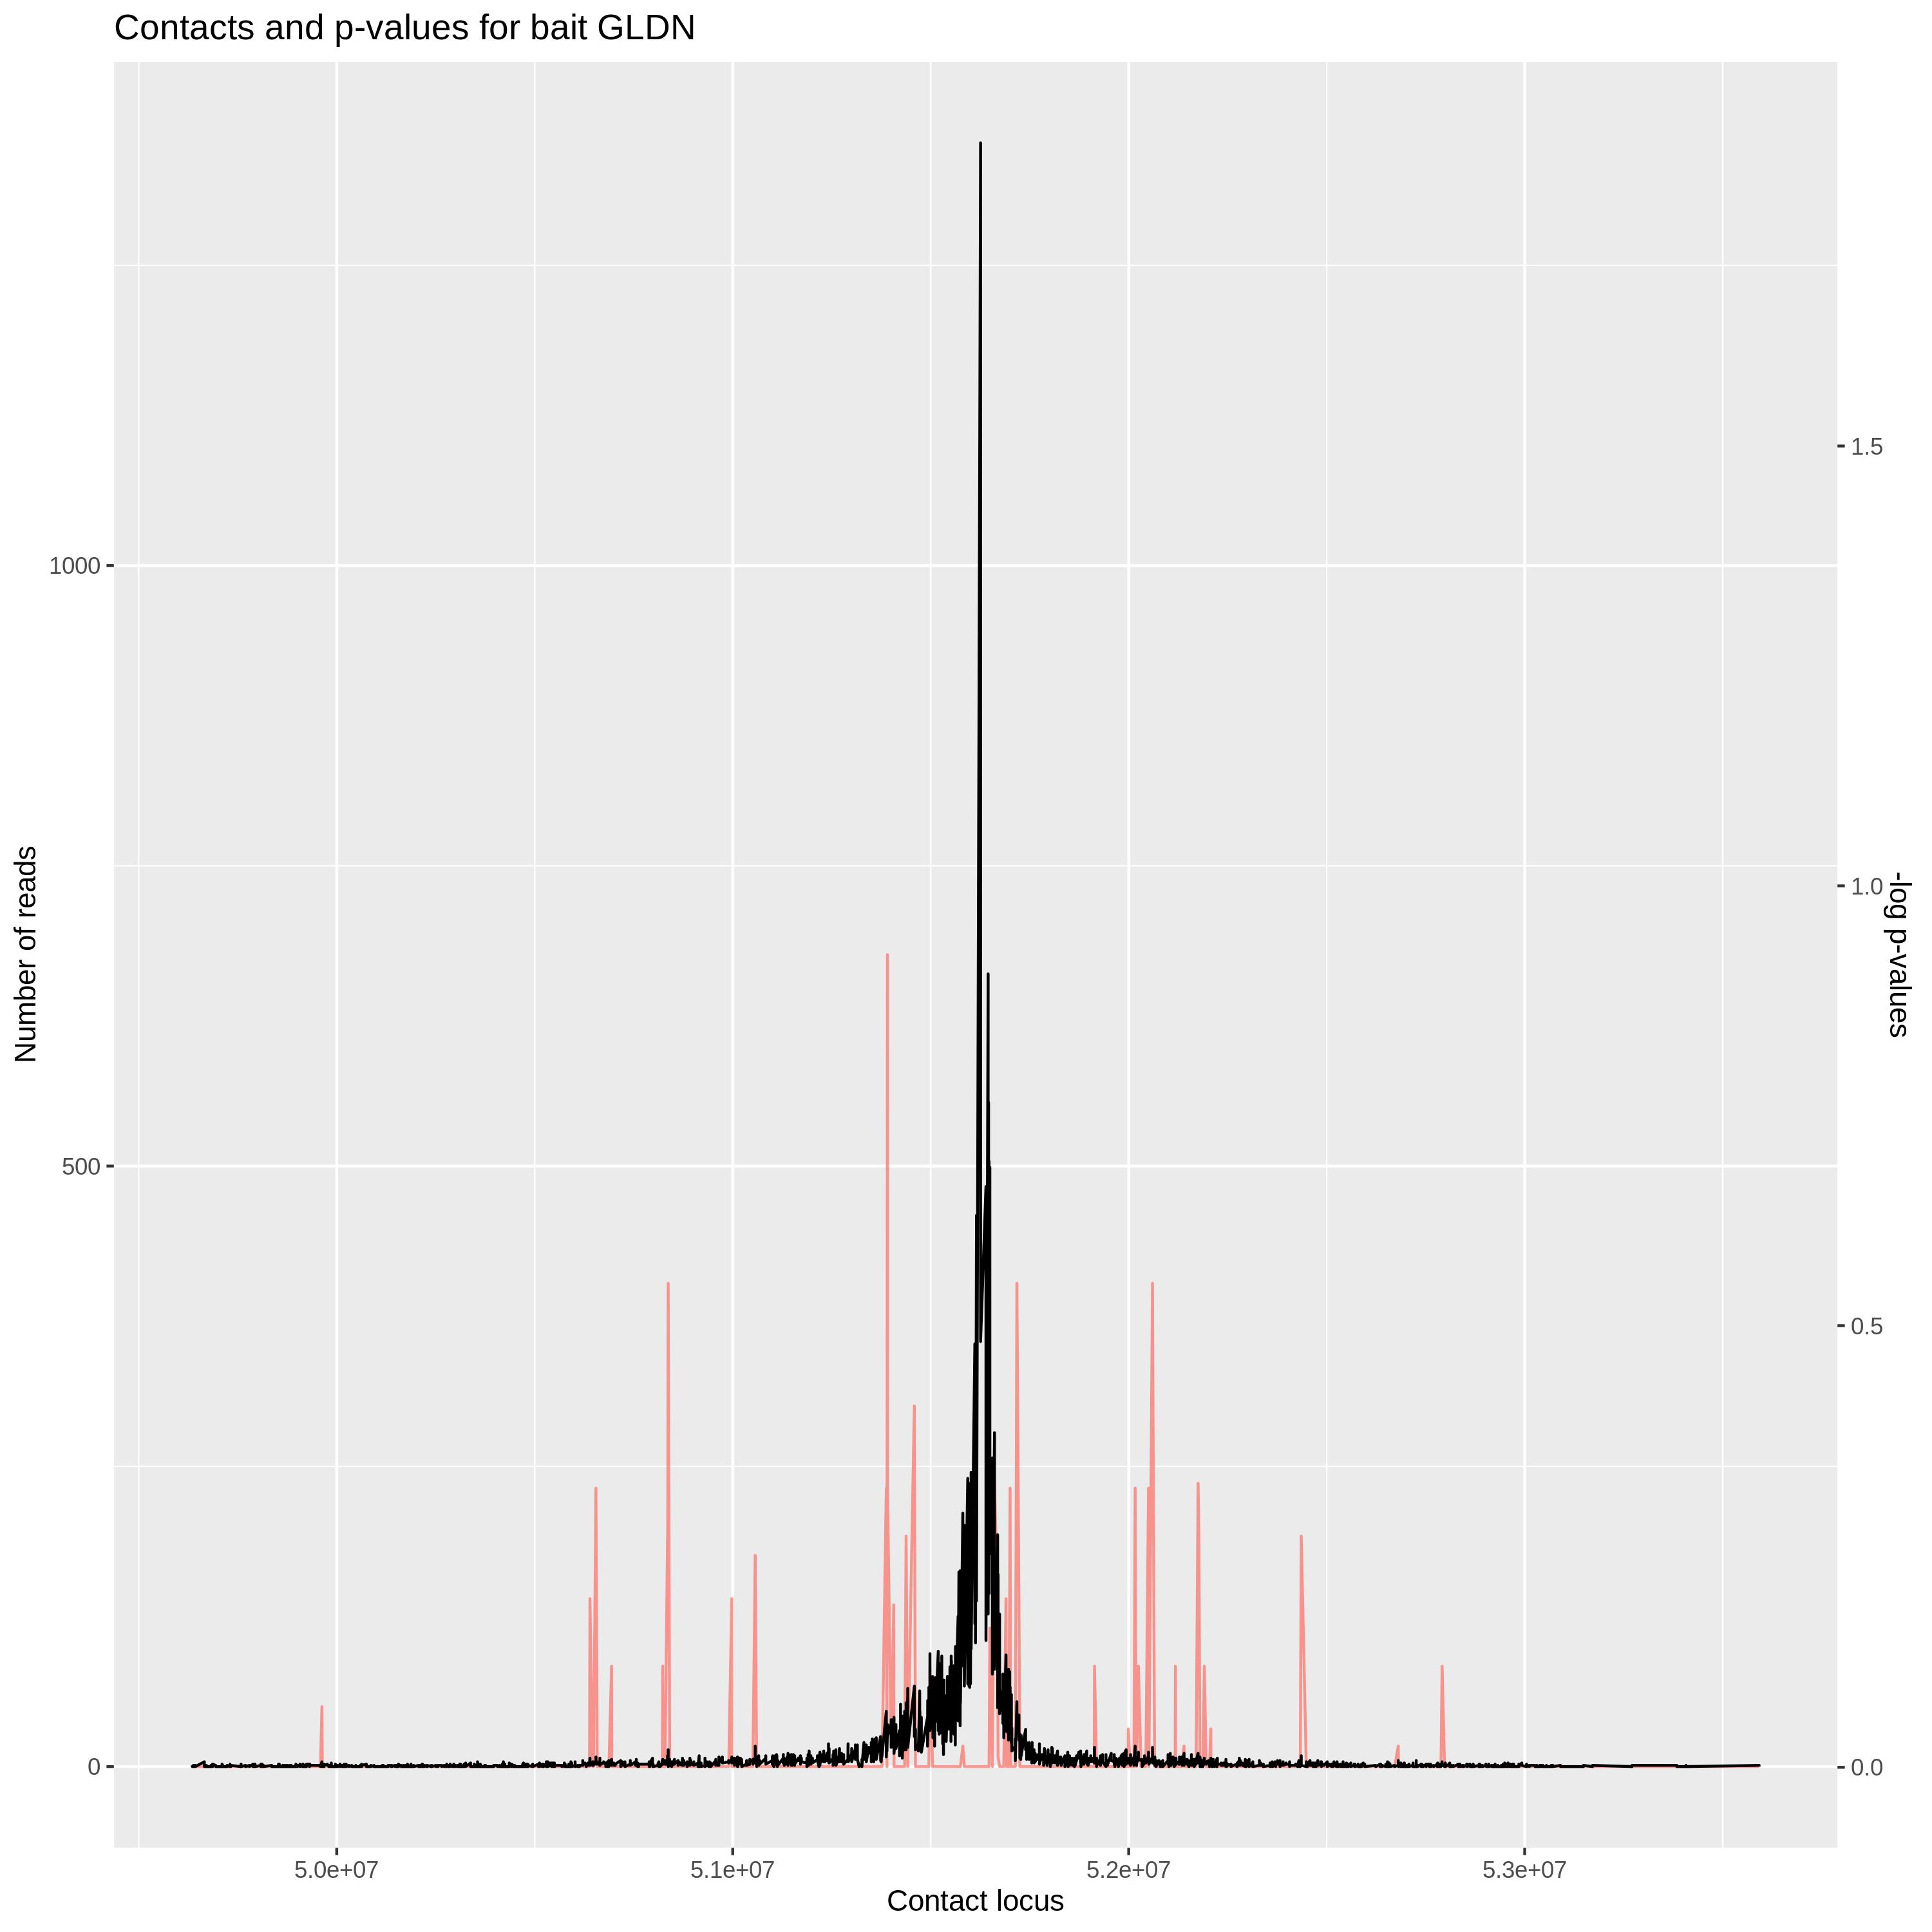 Contacts and p-values for bait GLDN
1000
500
0
Number of reads
1.5
1.0
0.5
0.0
-log p-values
5.0e+07
5.1e+07
5.2e+07
5.3e+07
Contact locus